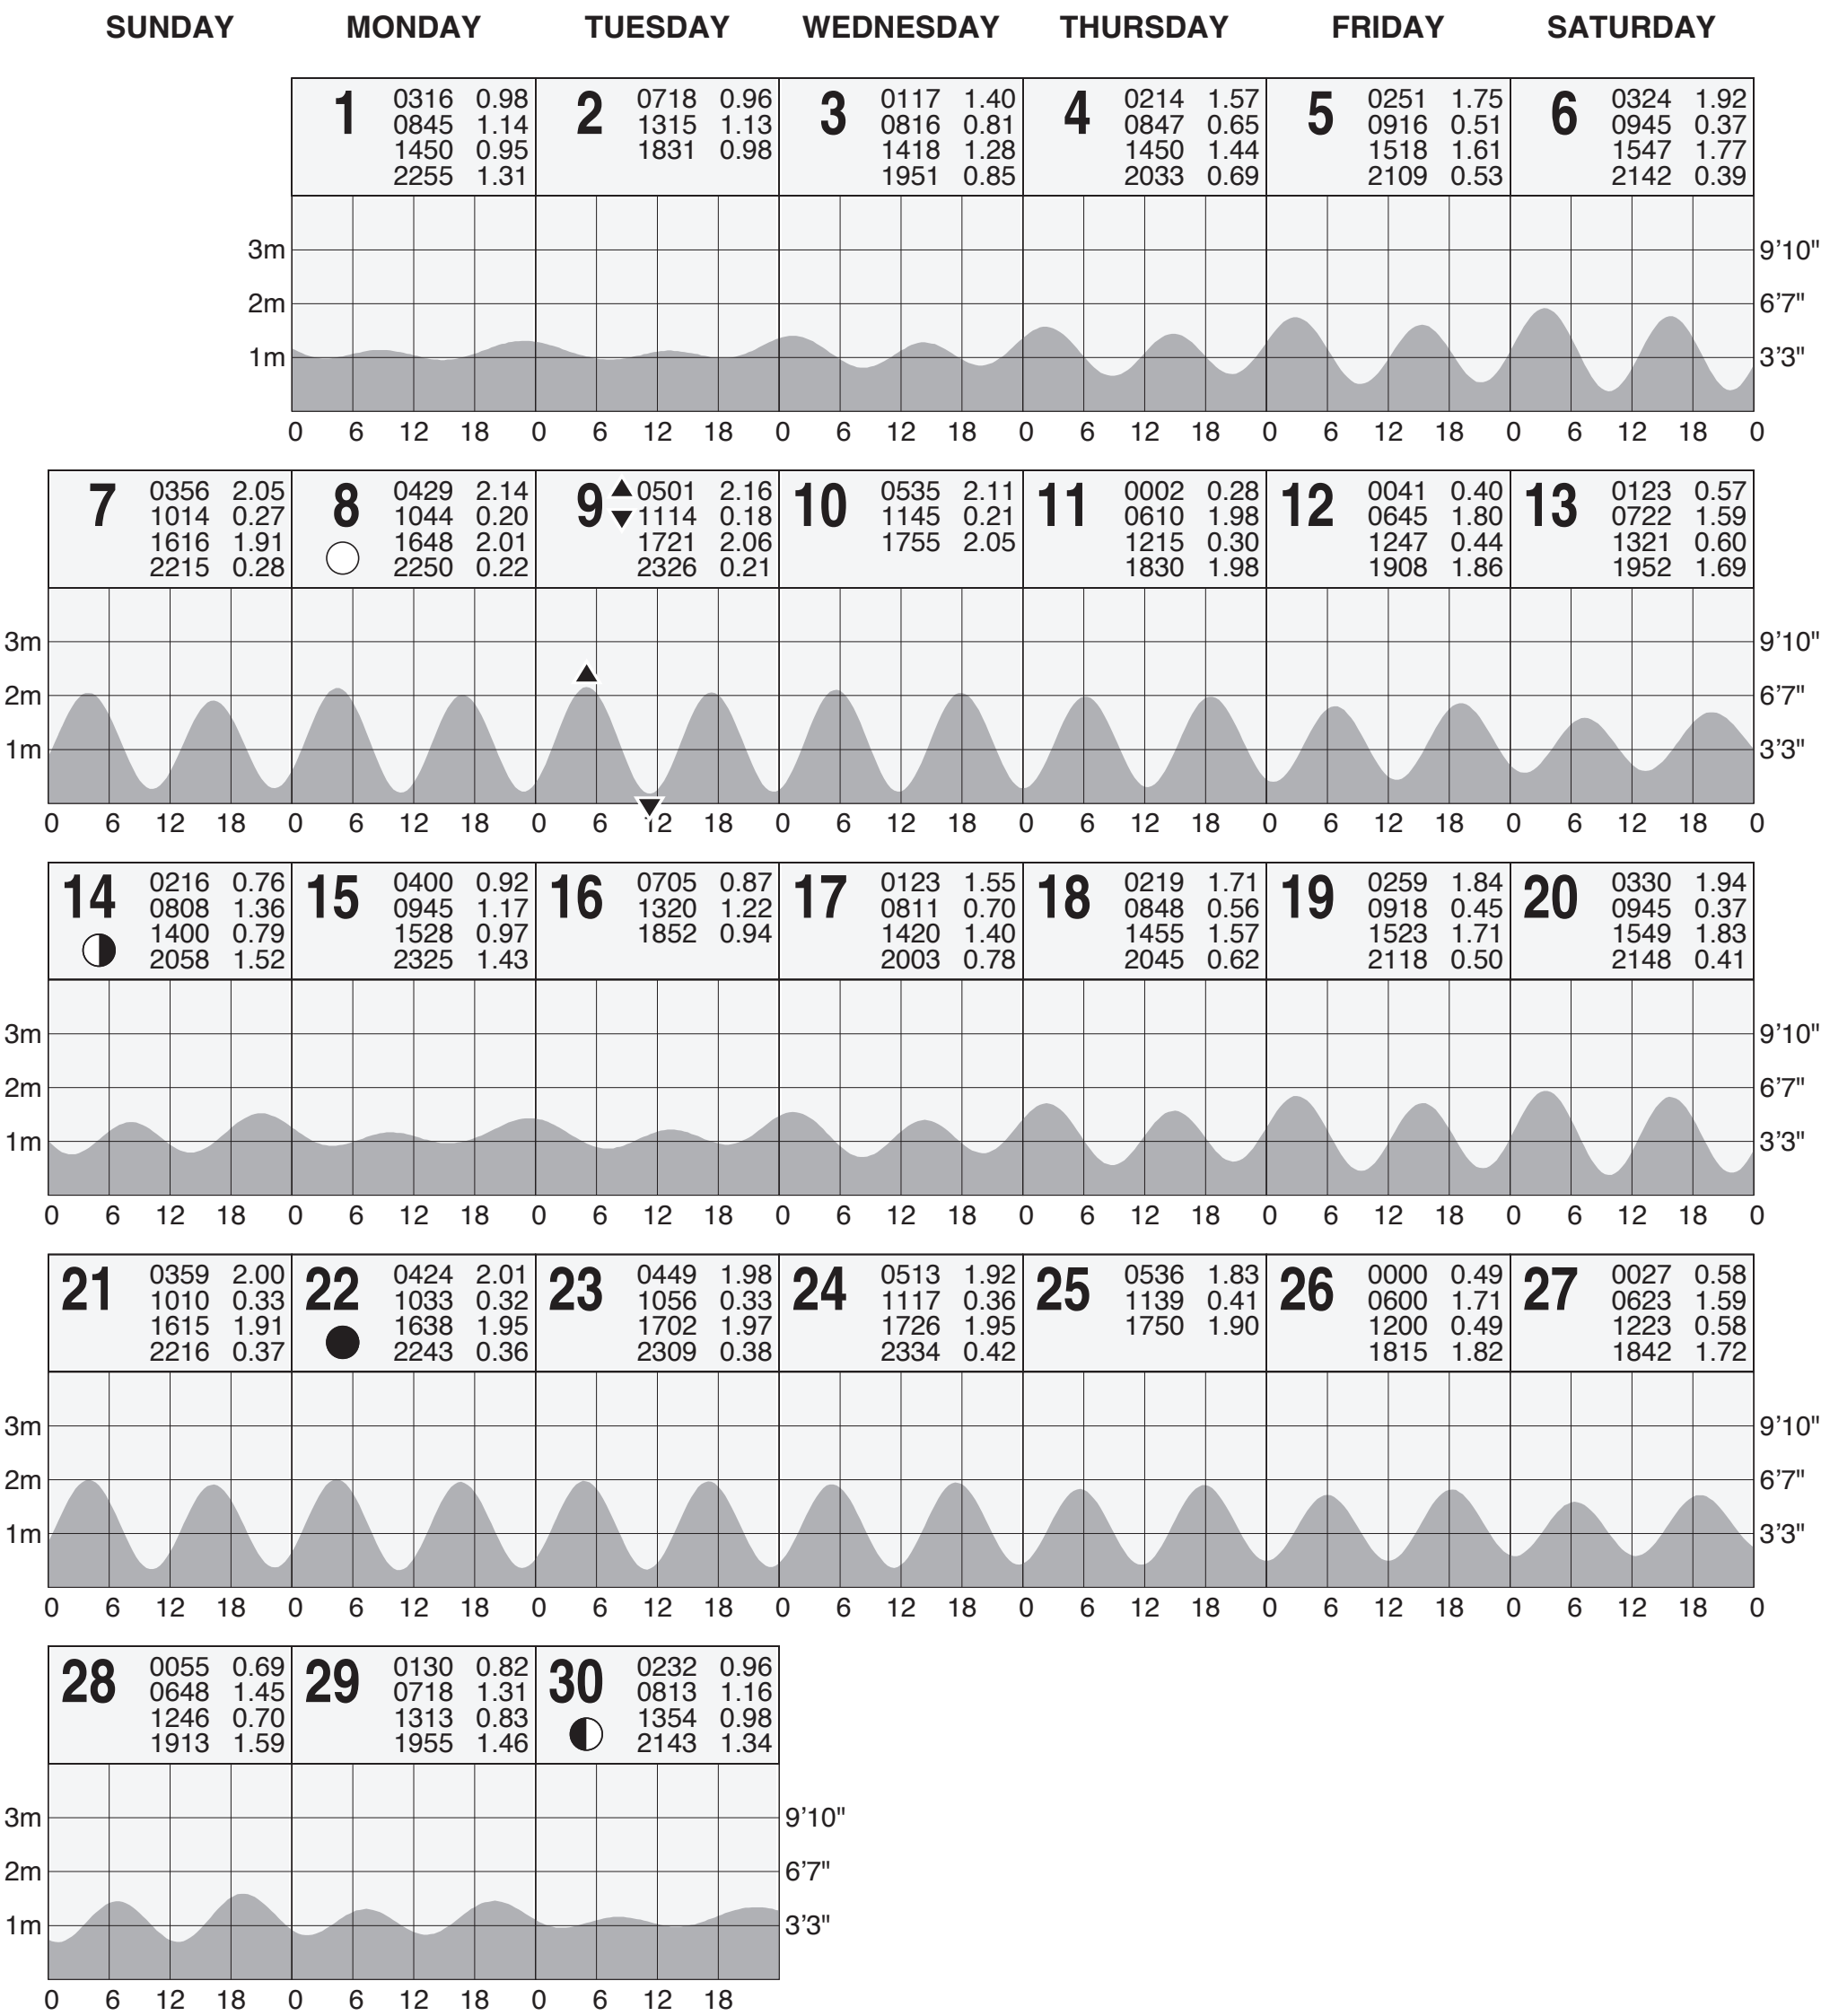 SUNDAY MONDAY TUESDAY WEDNESDAY THURSDAY FRIDAY SATURDAY
1 0316 0.98
0845 1.14
1450 0.95
2255 1.31
2 0718 0.96
1315 1.13
1831 0.98
3 0117 1.40
0816 0.81
1418 1.28
1951 0.85
4 0214 1.57
0847 0.65
1450 1.44
2033 0.69
5 0251 1.75
0916 0.51
1518 1.61
2109 0.53
6 0324 1.92
0945 0.37
1547 1.77
2142 0.39
3m 9'10"
2m 6'7"
1m 3'3"
0 6 12 18 0 6 12 18 0 6 12 18 0 6 12 18 0 6 12 18 0 6 12 18 0
7 0356 2.05
1014 0.27
1616 1.91
2215 0.28
8 0429 2.14
1044 0.20
1648 2.01
2250 0.22
9 0501 2.16
1114 0.18
1721 2.06
2326 0.21
10 0535 2.11
1145 0.21
1755 2.05
11 0002 0.28
0610 1.98
1215 0.30
1830 1.98
12 0041 0.40
0645 1.80
1247 0.44
1908 1.86
13 0123 0.57
0722 1.59
1321 0.60
1952 1.69
3m 9'10"
2m 6'7"
1m 3'3"
0 6 12 18 0 6 12 18 0 6 12 18 0 6 12 18 0 6 12 18 0 6 12 18 0 6 12 18 0
14 0216 0.76
0808 1.36
1400 0.79
2058 1.52
15 0400 0.92
0945 1.17
1528 0.97
2325 1.43
16 0705 0.87
1320 1.22
1852 0.94
17 0123 1.55
0811 0.70
1420 1.40
2003 0.78
18 0219 1.71
0848 0.56
1455 1.57
2045 0.62
19 0259 1.84
0918 0.45
1523 1.71
2118 0.50
20 0330 1.94
0945 0.37
1549 1.83
2148 0.41
3m 9'10"
2m 6'7"
1m 3'3"
0 6 12 18 0 6 12 18 0 6 12 18 0 6 12 18 0 6 12 18 0 6 12 18 0 6 12 18 0
21 0359 2.00
1010 0.33
1615 1.91
2216 0.37
22 0424 2.01
1033 0.32
1638 1.95
2243 0.36
23 0449 1.98
1056 0.33
1702 1.97
2309 0.38
24 0513 1.92
1117 0.36
1726 1.95
2334 0.42
25 0536 1.83
1139 0.41
1750 1.90
26 0000 0.49
0600 1.71
1200 0.49
1815 1.82
27 0027 0.58
0623 1.59
1223 0.58
1842 1.72
3m 9'10"
2m 6'7"
1m 3'3"
0 6 12 18 0 6 12 18 0 6 12 18 0 6 12 18 0 6 12 18 0 6 12 18 0 6 12 18 0
28 0055 0.69
0648 1.45
1246 0.70
1913 1.59
29 0130 0.82
0718 1.31
1313 0.83
1955 1.46
30 0232 0.96
0813 1.16
1354 0.98
2143 1.34
3m 9'10"
2m 6'7"
1m 3'3"
0 6 12 18 0 6 12 18 0 6 12 18